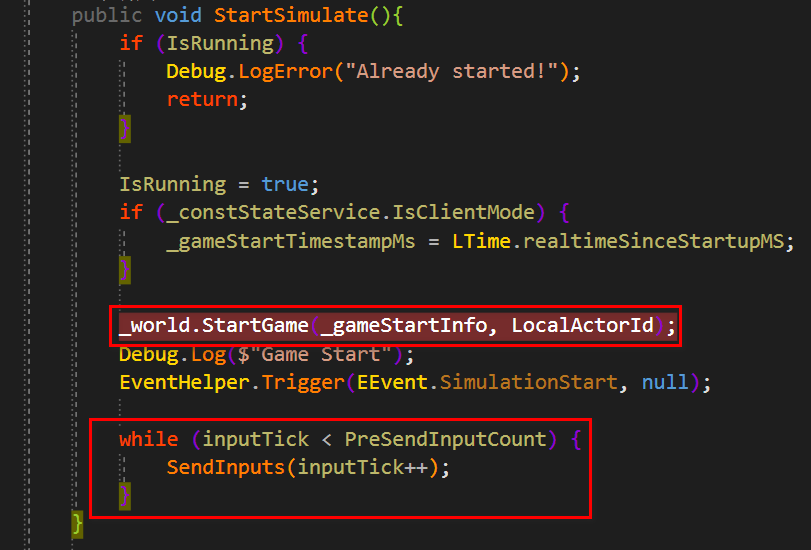 public void StartSimulate(){
if (IsRunning) {
Debug.LogError("Already started!");
return;
}
IsRunning = true;
if (_constStateService.IsClientMode) {
_gameStartTimestampMs = LTime.realtimeSinceStartupMS;
}
_world.StartGame(_gameStartInfo, LocalActorId);
Debug.Log($"Game Start");
EventHelper.Trigger(EEvent.SimulationStart, null);
while (inputTick < PreSendInputCount) {
SendInputs(inputTick++);
}
}